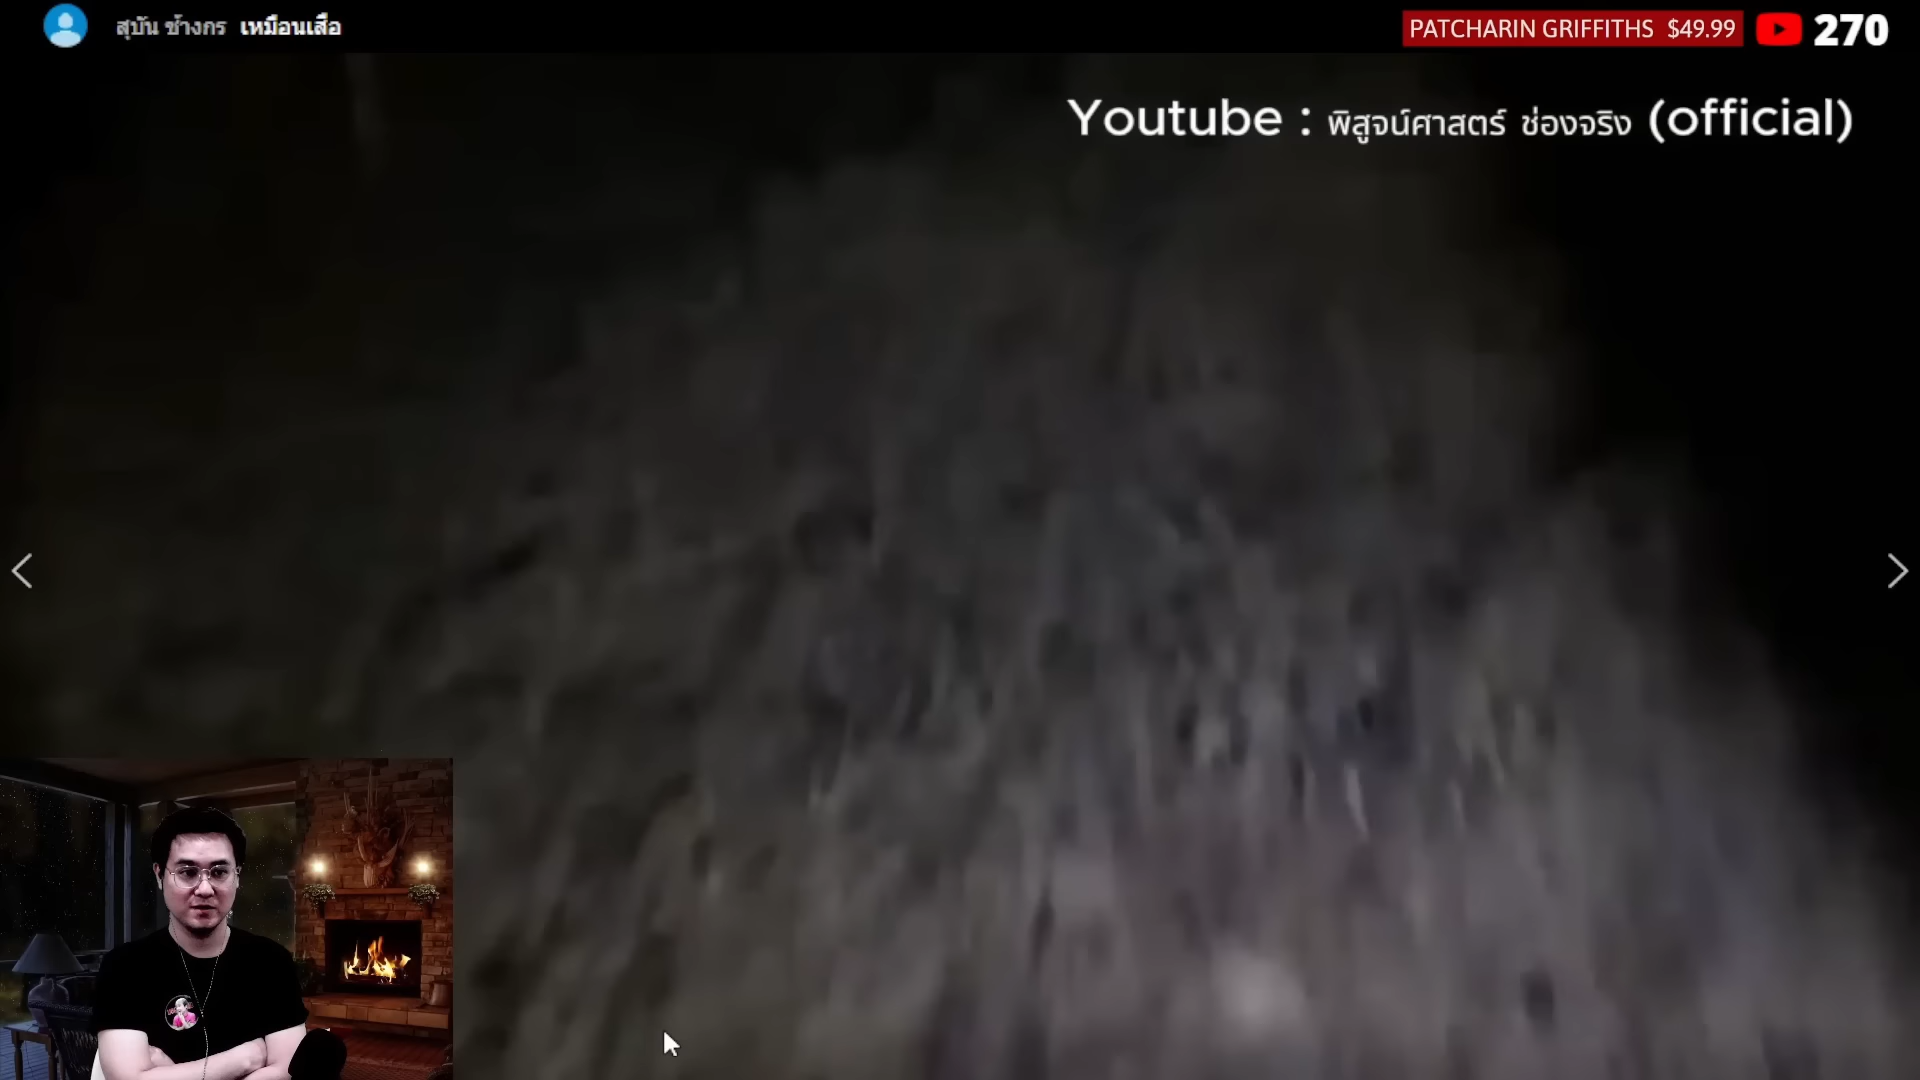 สุบัน ช้างกร เหมือนเสือ
PATCHARIN GRIFFITHS $49.99
270
Youtube : พิสูจน์ศาสตร์ ช่องจริง (official)